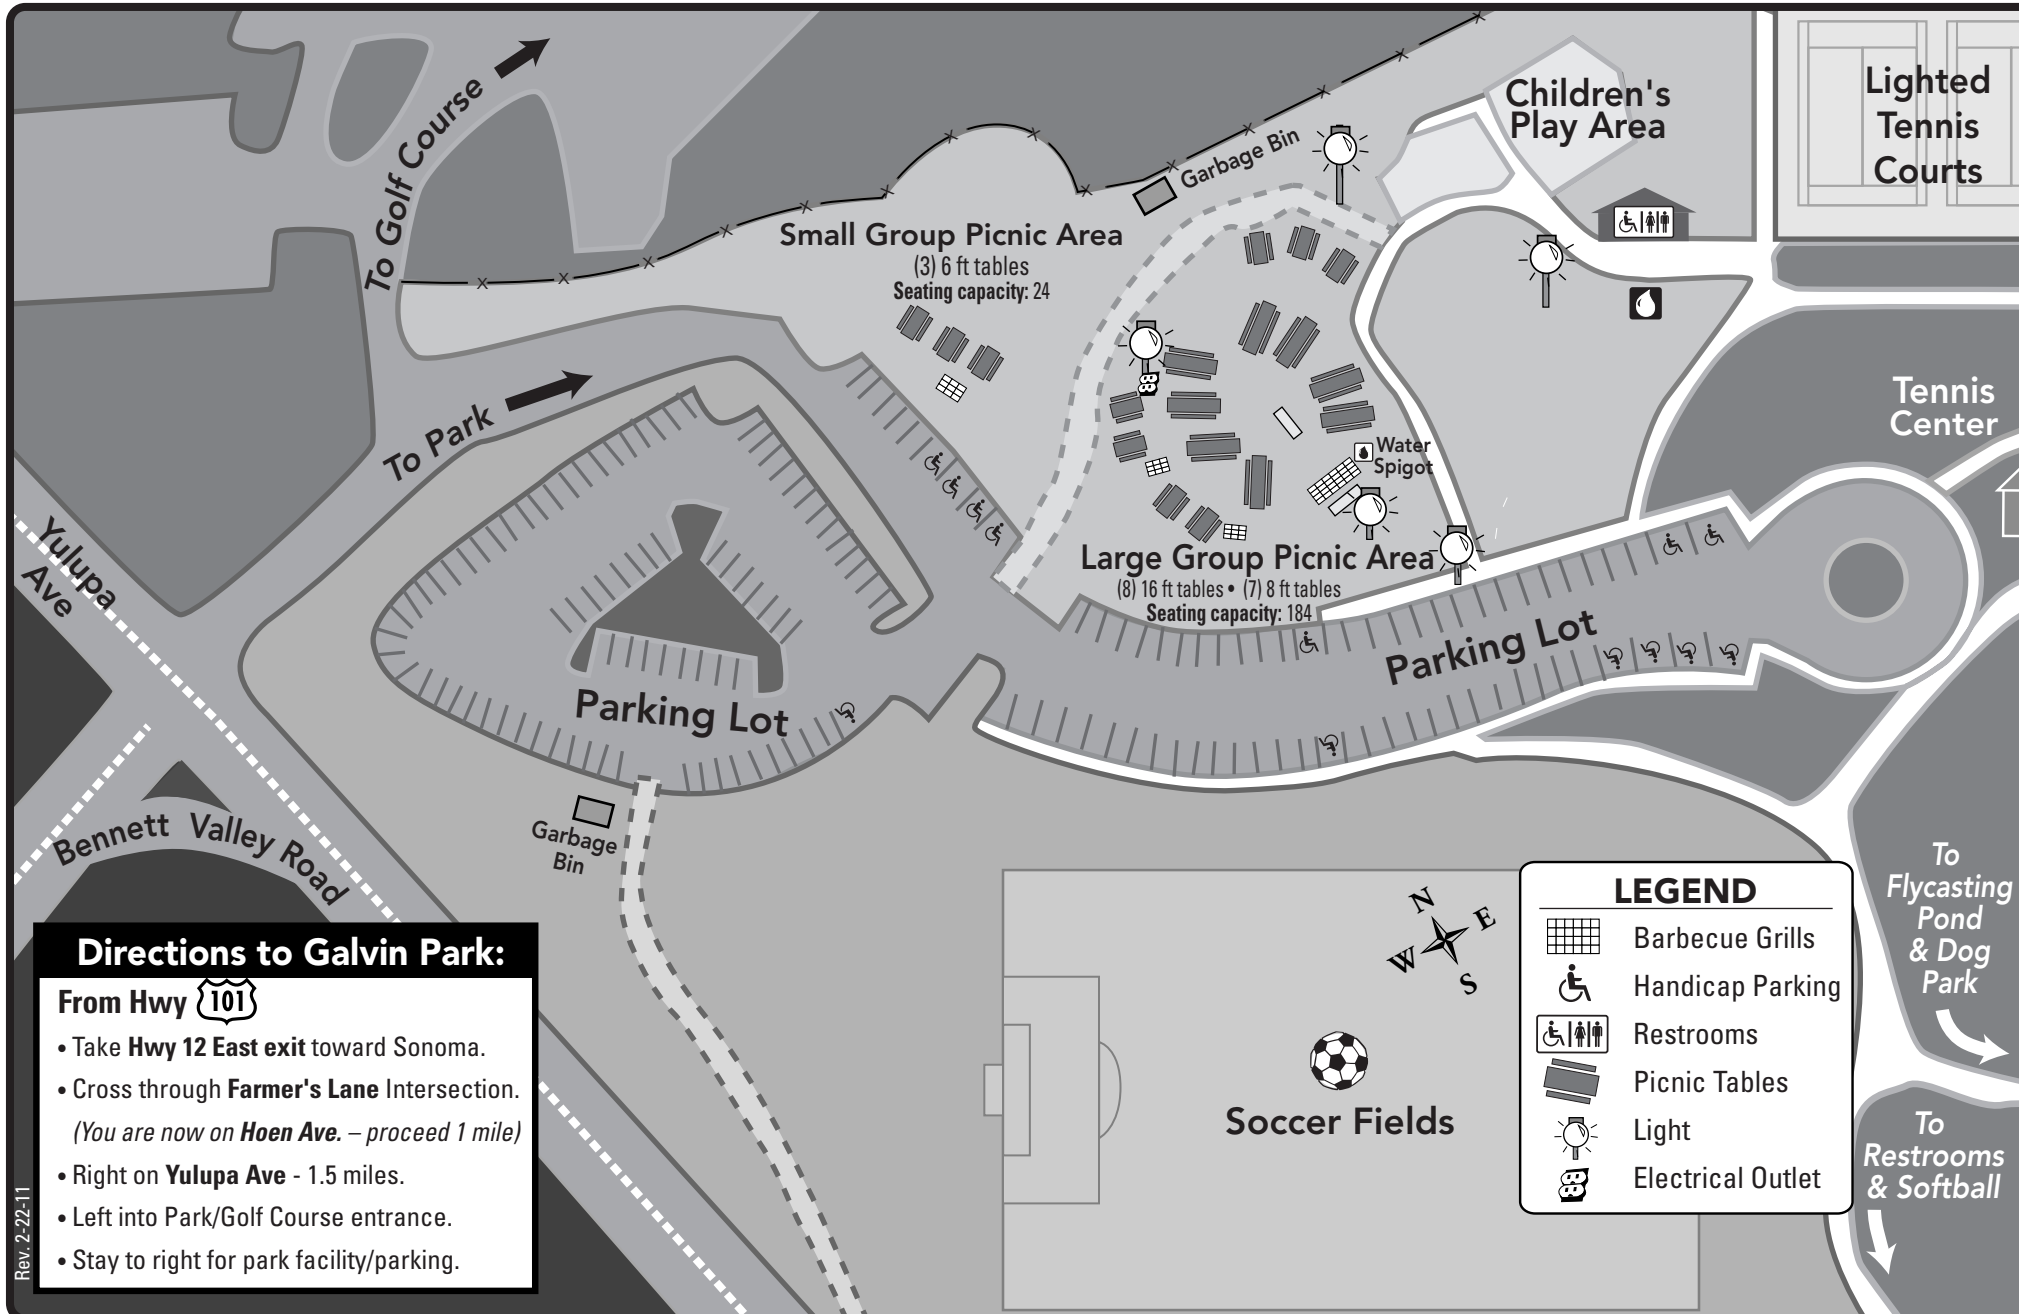 To Golf Course
Garbage Bin
Children's
Play Area
Lighted
Tennis
Courts
Small Group Picnic Area
(3) 6 ft tables
Seating capacity: 24
To Park
Tennis
Center
Water
Spigot
Yulupa
Ave
Large Group Picnic Area
(8) 16 ft tables • (7) 8 ft tables
Seating capacity: 184
Parking Lot
Parking Lot
Bennett Valley Road
Garbage
Bin
To
Flycasting
Pond
& Dog
Park
To
Restrooms
& Softball
N
E
W
S
Soccer Fields
LEGEND
Barbecue Grills
Handicap Parking
Restrooms
Picnic Tables
Light
Electrical Outlet
Directions to Galvin Park:
From Hwy 101
• Take Hwy 12 East exit toward Sonoma.
• Cross through Farmer's Lane Intersection.
(You are now on Hoen Ave. – proceed 1 mile)
• Right on Yulupa Ave - 1.5 miles.
• Left into Park/Golf Course entrance.
• Stay to right for park facility/parking.
Rev. 2-22-11